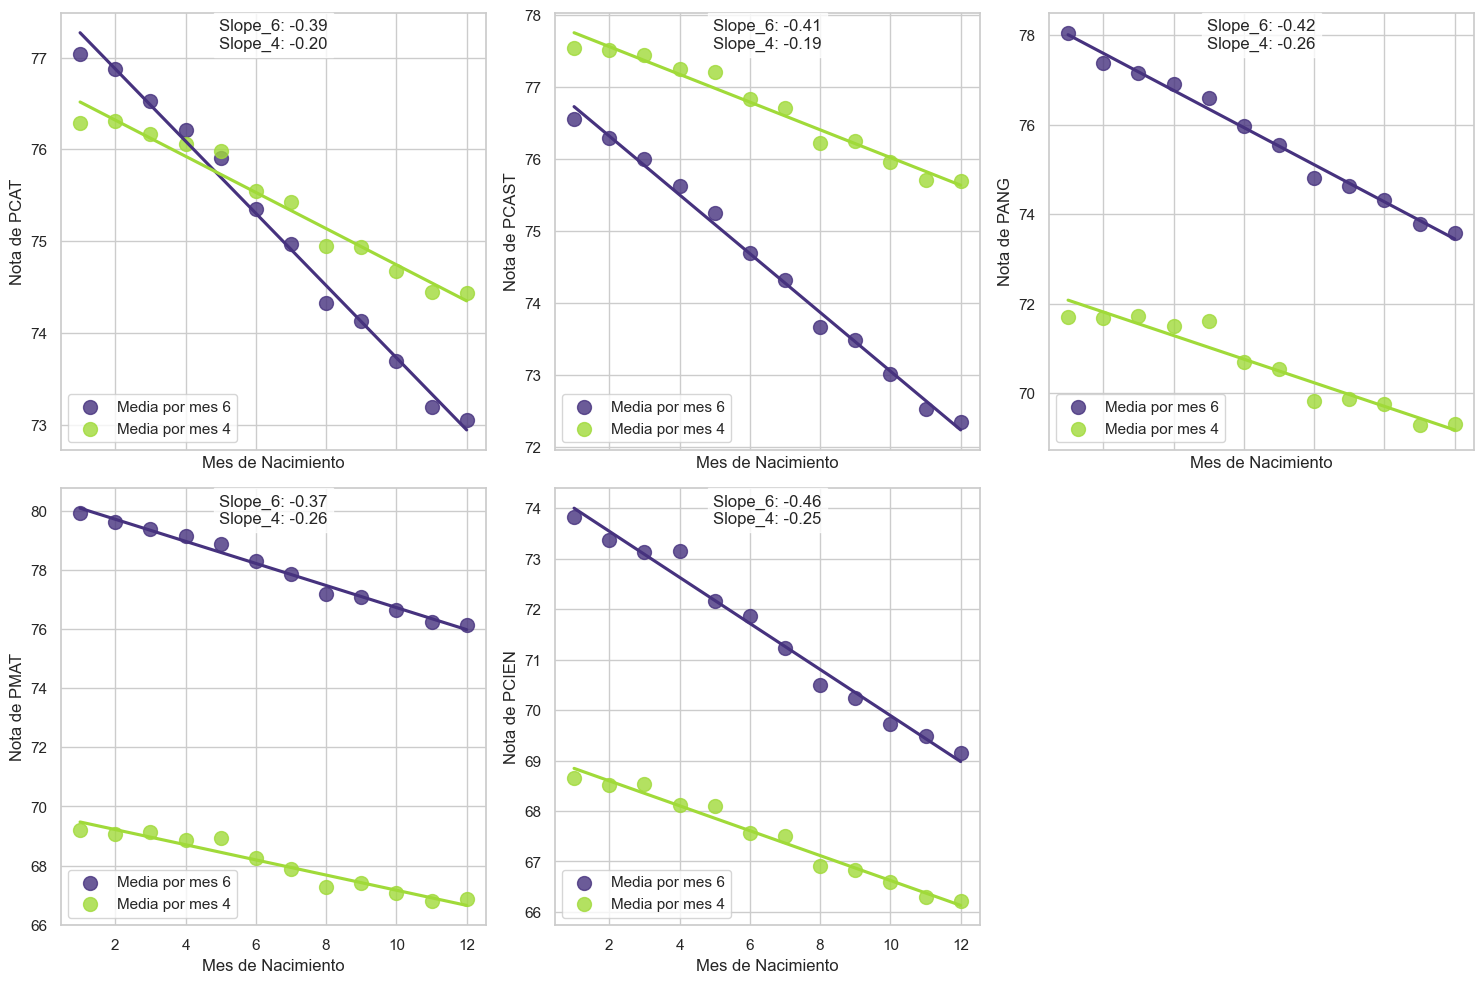 Slope_6: -0.39
Slope_4: -0.20
77
76
75
74
73
Nota de PCAT
Media por mes 6
Media por mes 4
Mes de Nacimiento
Slope_6: -0.41
Slope_4: -0.19
78
77
76
75
74
73
72
Nota de PCAST
Media por mes 6
Media por mes 4
Mes de Nacimiento
Slope_6: -0.42
Slope_4: -0.26
78
76
74
72
70
Nota de PANG
Media por mes 6
Media por mes 4
Mes de Nacimiento
Slope_6: -0.37
Slope_4: -0.26
80
78
76
74
72
70
68
66
Nota de PMAT
Media por mes 6
Media por mes 4
2 4 6 8 10 12
Mes de Nacimiento
Slope_6: -0.46
Slope_4: -0.25
74
73
72
71
70
69
68
67
66
Nota de PCIEN
Media por mes 6
Media por mes 4
2 4 6 8 10 12
Mes de Nacimiento